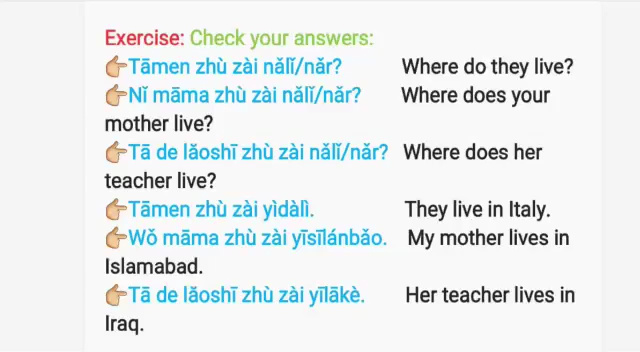 Exercise: Check your answers:
👉Tāmen zhù zài nǎlǐ/nǎr? Where do they live?
👉Nǐ māma zhù zài nǎlǐ/nǎr? Where does your
mother live?
👉Tā de lǎoshī zhù zài nǎlǐ/nǎr? Where does her
teacher live?
👉Tāmen zhù zài yìdàlì. They live in Italy.
👉Wǒ māma zhù zài yīsīlánbǎo. My mother lives in
Islamabad.
👉Tā de lǎoshī zhù zài yīlākè. Her teacher lives in
Iraq.